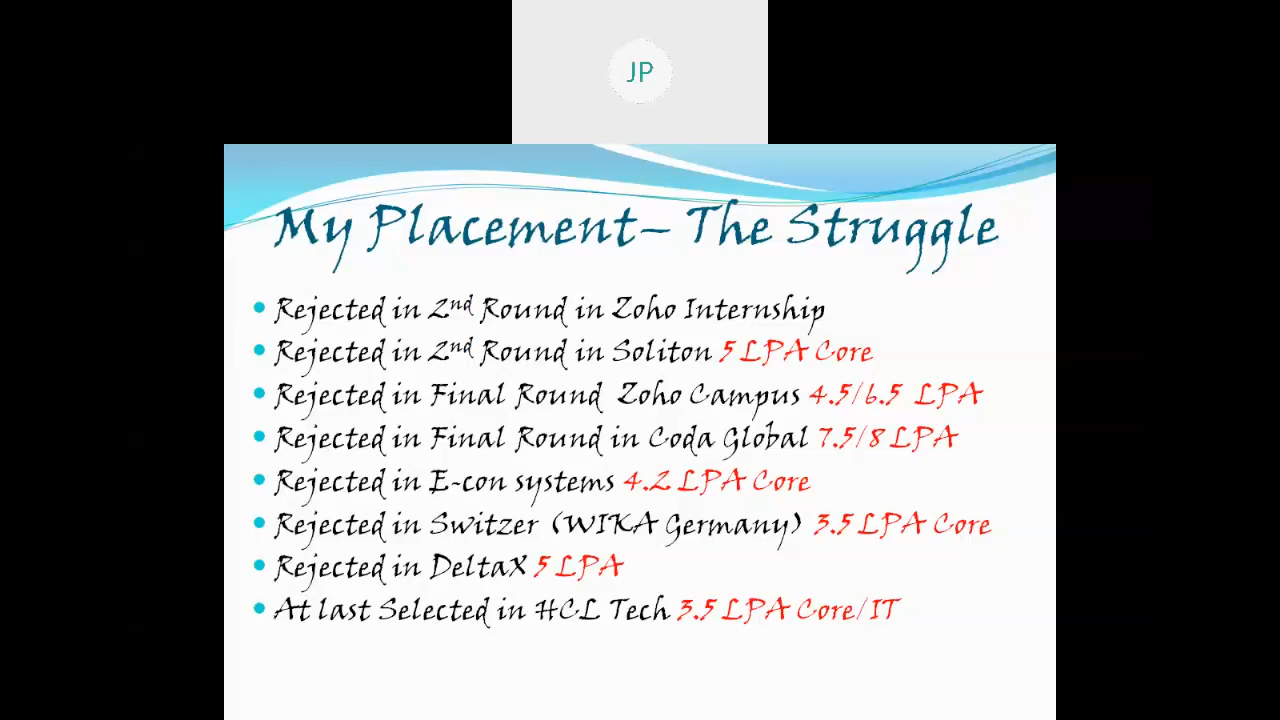 JP
My Placement– The Struggle
Rejected in 2nd Round in Zoho Internship
Rejected in 2nd Round in Soliton 5 LPA Core
Rejected in Final Round Zoho Campus 4.5/6.5 LPA
Rejected in Final Round in Coda Global 7.5/8 LPA
Rejected in E-con systems 4.2 LPA Core
Rejected in Switzer (WIKA Germany) 3.5 LPA Core
Rejected in DeltaX 5 LPA
At last Selected in HCL Tech 3.5 LPA Core/IT